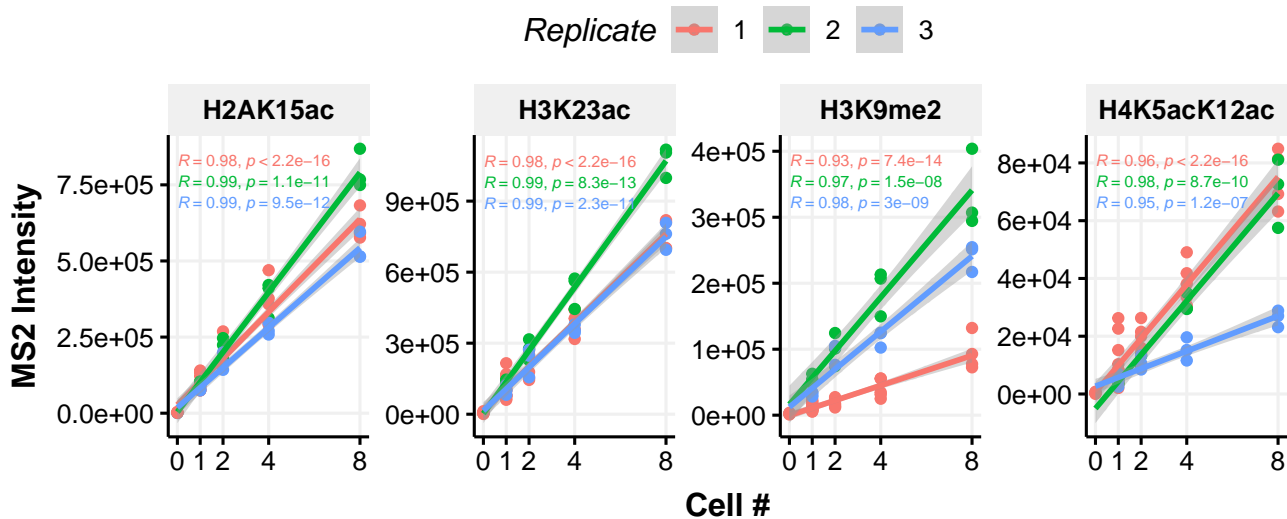 Replicate 1 2 3
H2AK15ac
R = 0.98, p < 2.2e−16
R = 0.99, p = 1.1e−11
R = 0.99, p = 9.5e−12
7.5e+05
5.0e+05
2.5e+05
0.0e+00
0 1 2 4 8
H3K23ac
R = 0.98, p < 2.2e−16
R = 0.99, p = 8.3e−13
R = 0.99, p = 2.3e−11
9e+05
6e+05
3e+05
0e+00
0 1 2 4 8
H3K9me2
R = 0.93, p = 7.4e−14
R = 0.97, p = 1.5e−08
R = 0.98, p = 3e−09
4e+05
3e+05
2e+05
1e+05
0e+00
0 1 2 4 8
H4K5acK12ac
R = 0.96, p < 2.2e−16
R = 0.98, p = 8.7e−10
R = 0.95, p = 1.2e−07
8e+04
6e+04
4e+04
2e+04
0e+00
0 1 2 4 8
MS2 Intensity
Cell #